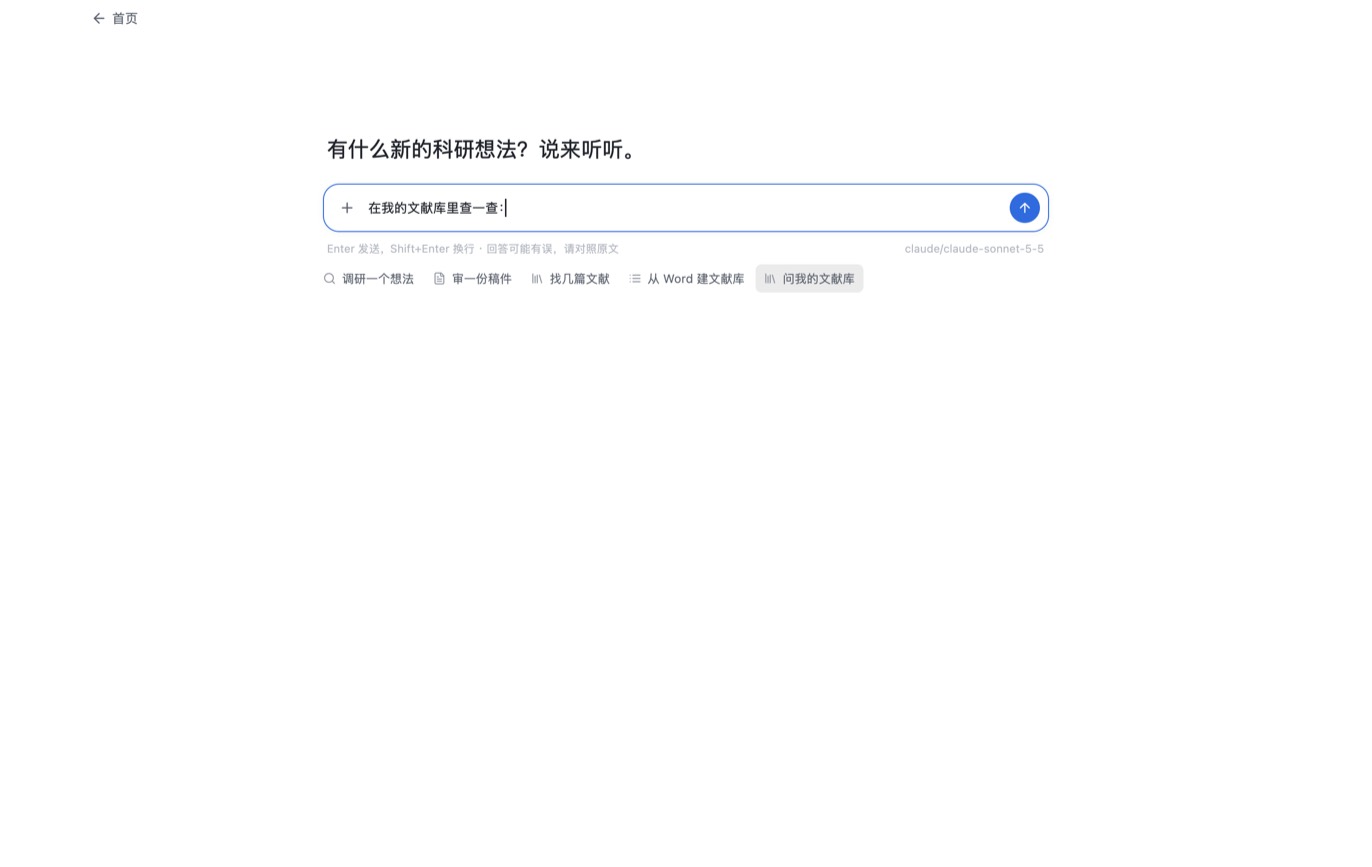 首页
有什么新的科研想法？说来听听。
在我的文献库里查一查：
Enter 发送，Shift+Enter 换行 · 回答可能有误，请对照原文
claude/claude-sonnet-5-5
调研一个想法 审一份稿件 找几篇文献 从 Word 建文献库 问我的文献库